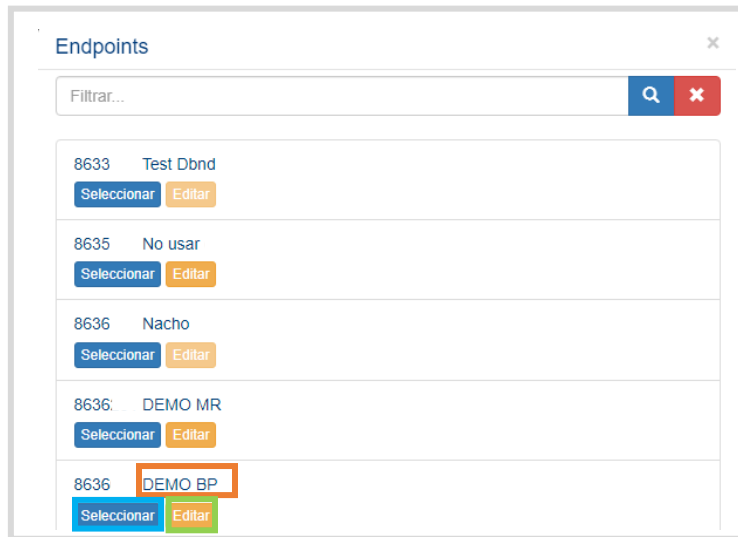 Endpoints ×
Filtrar...
8633 Test Dbnd
Seleccionar Editar
8635 No usar
Seleccionar Editar
8636 Nacho
Seleccionar Editar
8636 DEMO MR
Seleccionar Editar
8636 DEMO BP
Seleccionar Editar